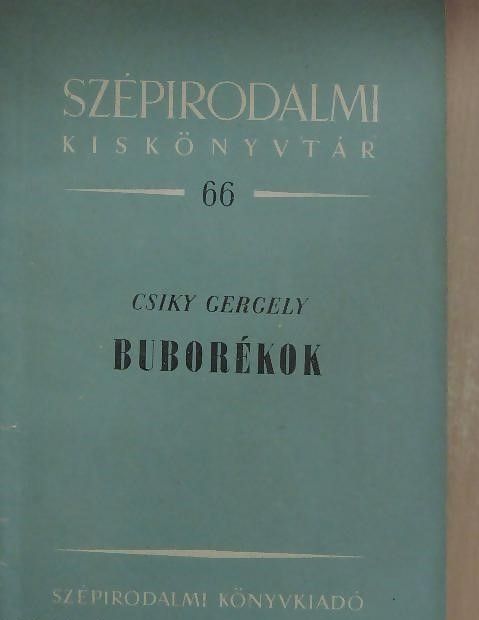 SZÉPIRODALMI
KISKÖNYVTÁR
66
CSIKY GERGELY
BUBORÉKOK
SZÉPIRODALMI KÖNYVKIADÓ